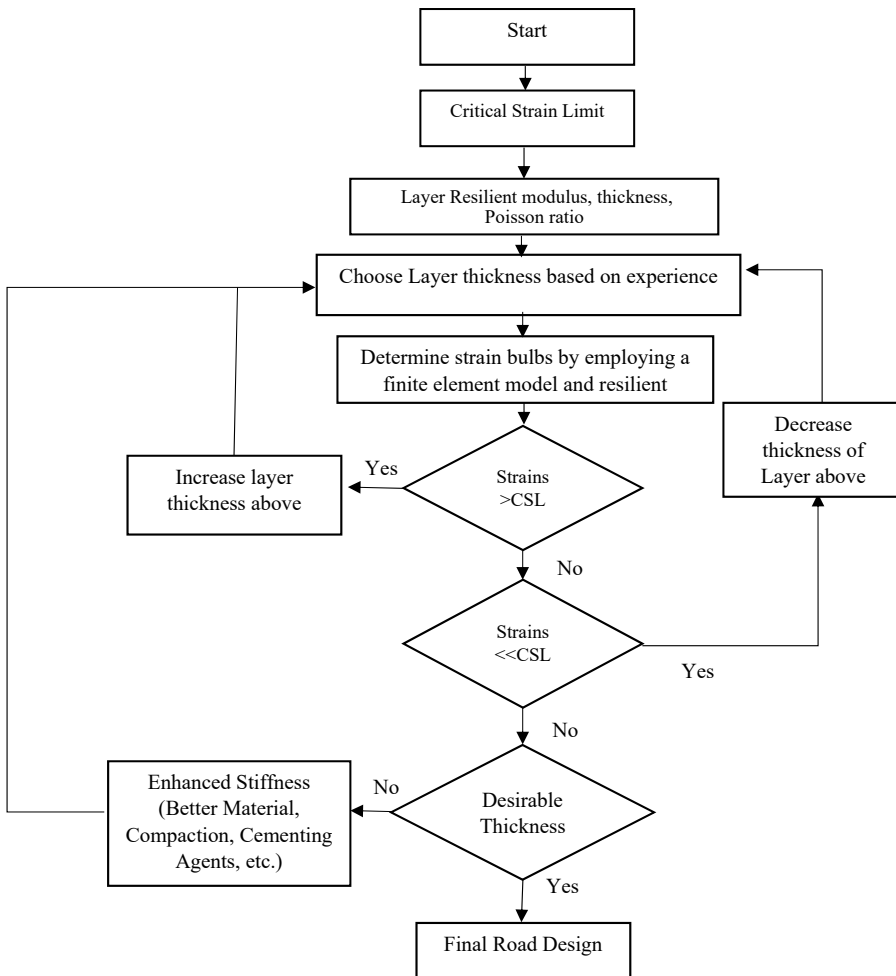 Start
Critical Strain Limit
Layer Resilient modulus, thickness,
Poisson ratio
Choose Layer thickness based on experience
Determine strain bulbs by employing a
finite element model and resilient
Decrease
thickness of
Layer above
Yes
Increase layer
thickness above
Strains
>CSL
No
Strains
<<CSL
Yes
No
Enhanced Stiffness
(Better Material,
Compaction, Cementing
Agents, etc.)
No
Desirable
Thickness
Yes
Final Road Design